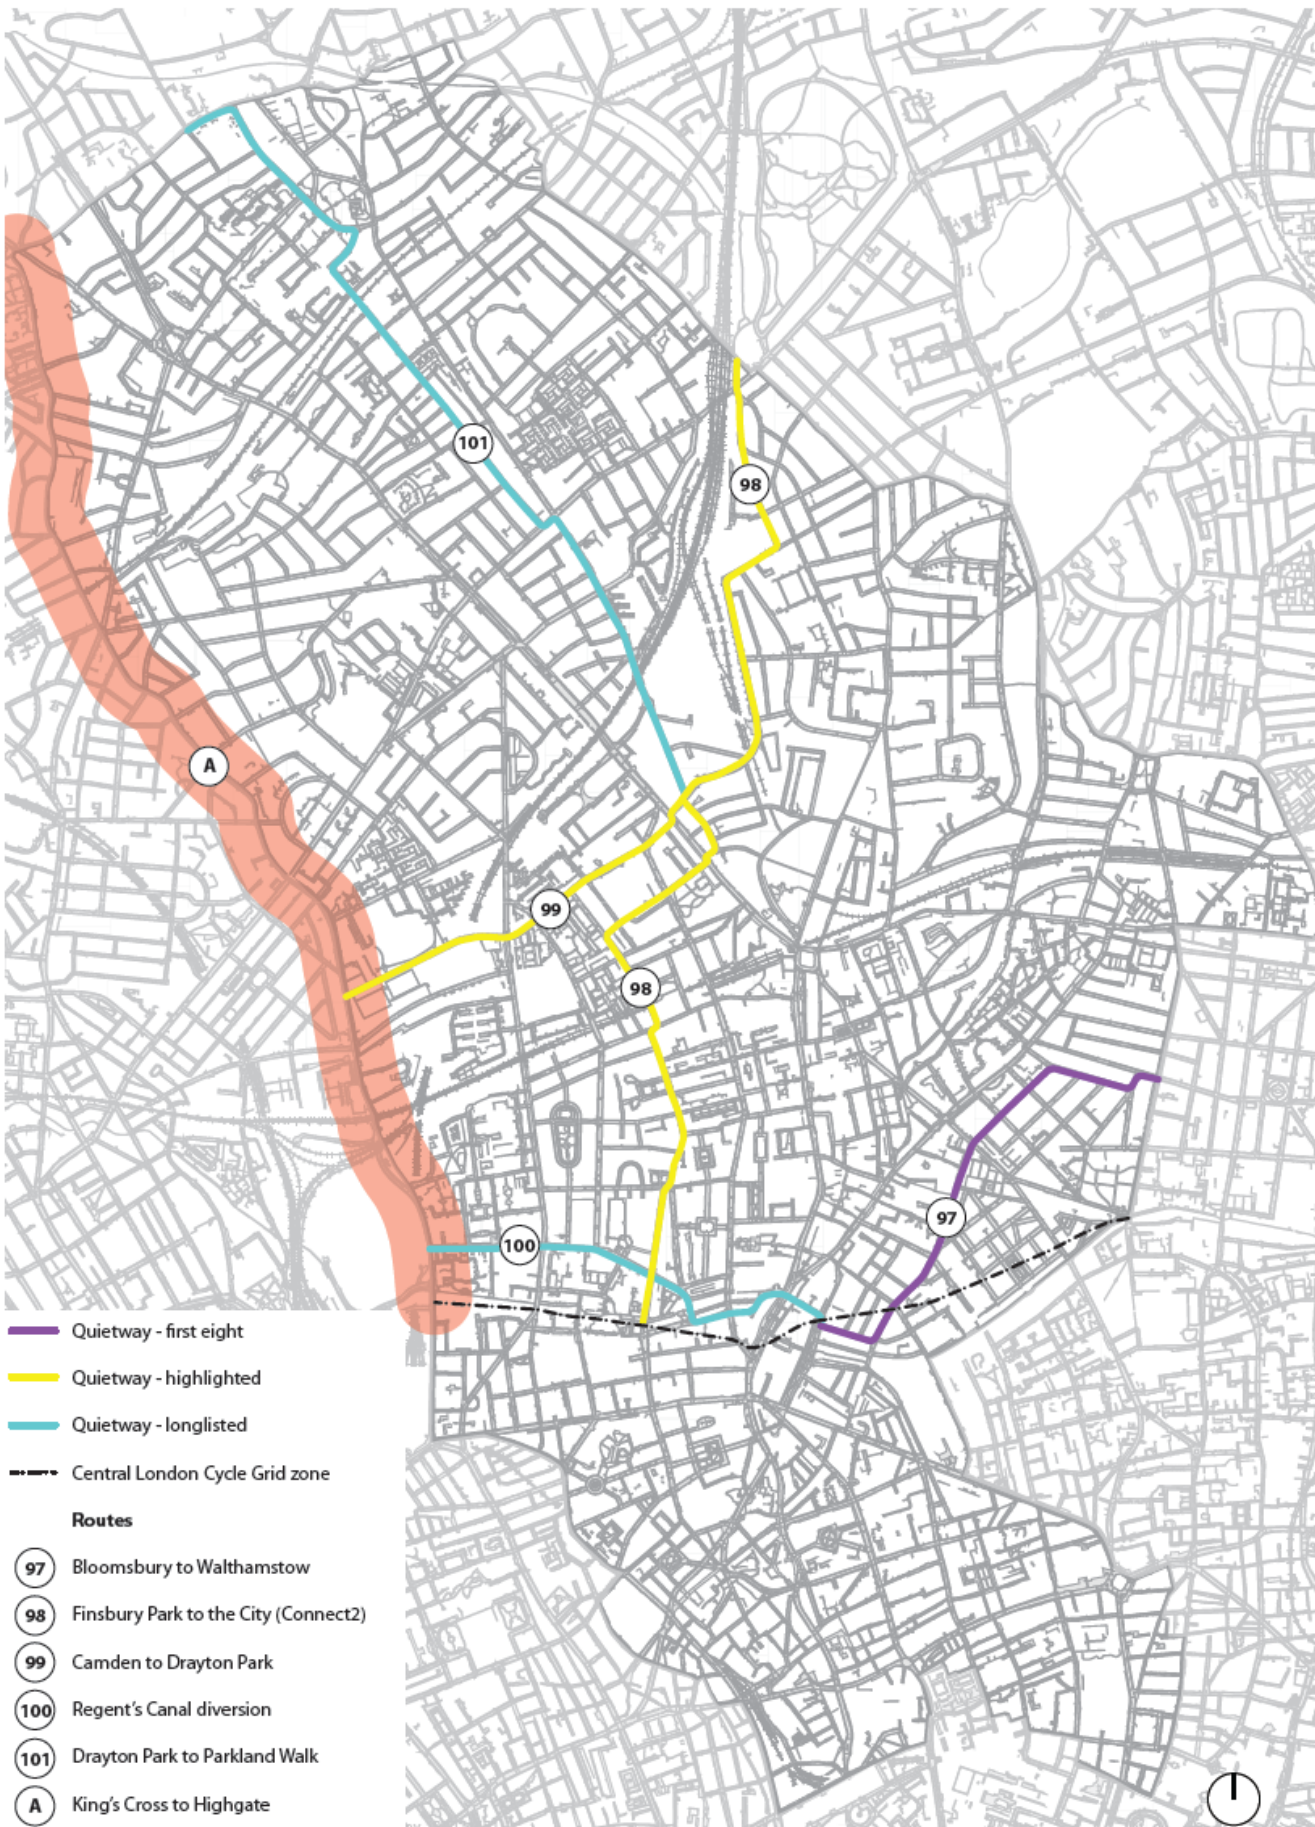 101
98
A
99
98
97
100
Quietway - first eight
Quietway - highlighted
Quietway - longlisted
Central London Cycle Grid zone
Routes
97 Bloomsbury to Walthamstow
98 Finsbury Park to the City (Connect2)
99 Camden to Drayton Park
100 Regent's Canal diversion
101 Drayton Park to Parkland Walk
A King's Cross to Highgate